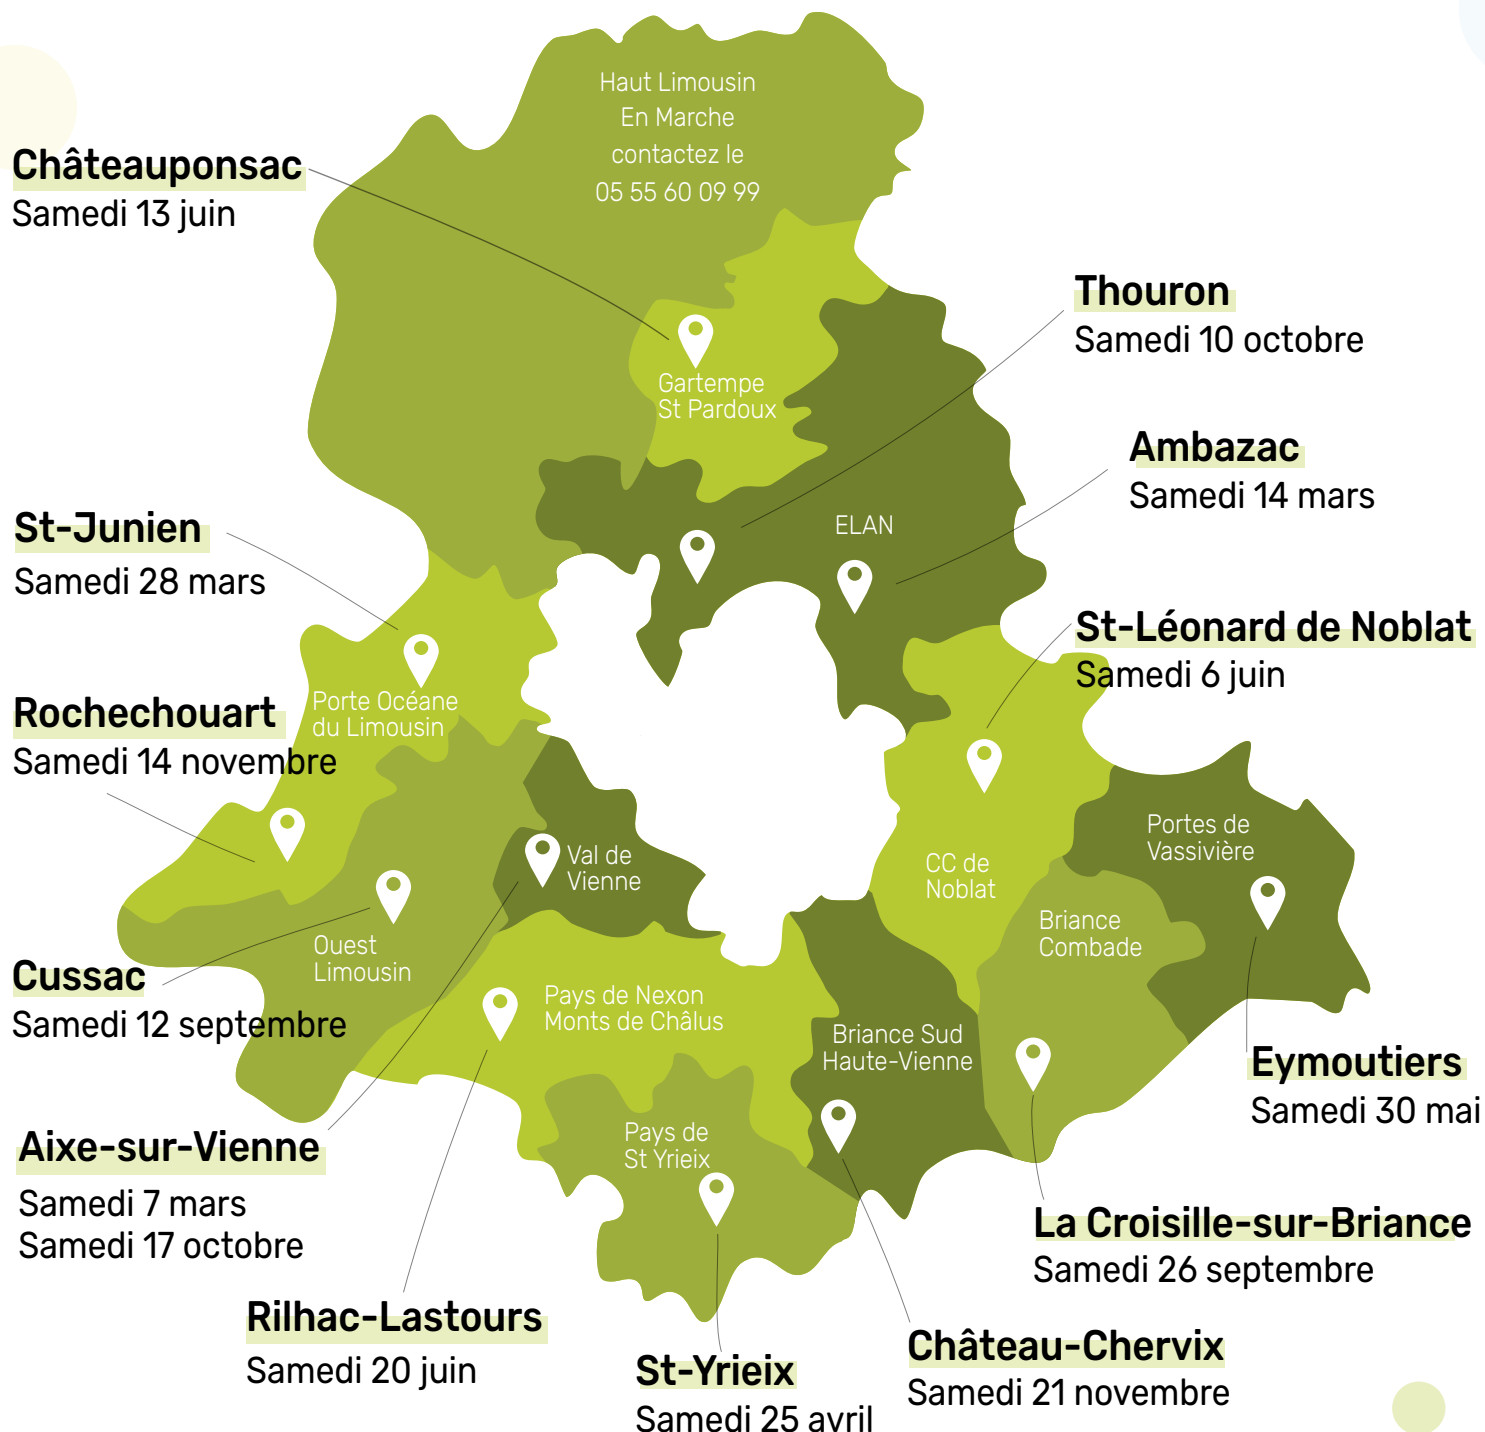 Haut Limousin
En Marche
contactez le
05 55 60 09 99
Châteauponsac
Samedi 13 juin
Thouron
Samedi 10 octobre
Gartempe
St Pardoux
Ambazac
Samedi 14 mars
ELAN
St-Junien
Samedi 28 mars
St-Léonard de Noblat
Samedi 6 juin
Porte Océane
du Limousin
Rochechouart
Samedi 14 novembre
Portes de
Vassivière
Val de
Vienne
CC de
Noblat
Briance
Combade
Ouest
Limousin
Cussac
Samedi 12 septembre
Pays de Nexon
Monts de Châlus
Briance Sud
Haute-Vienne
Eymoutiers
Samedi 30 mai
Aixe-sur-Vienne
Samedi 7 mars
Samedi 17 octobre
Pays de
St Yrieix
La Croisille-sur-Briance
Samedi 26 septembre
Rilhac-Lastours
Samedi 20 juin
St-Yrieix
Samedi 25 avril
Château-Chervix
Samedi 21 novembre